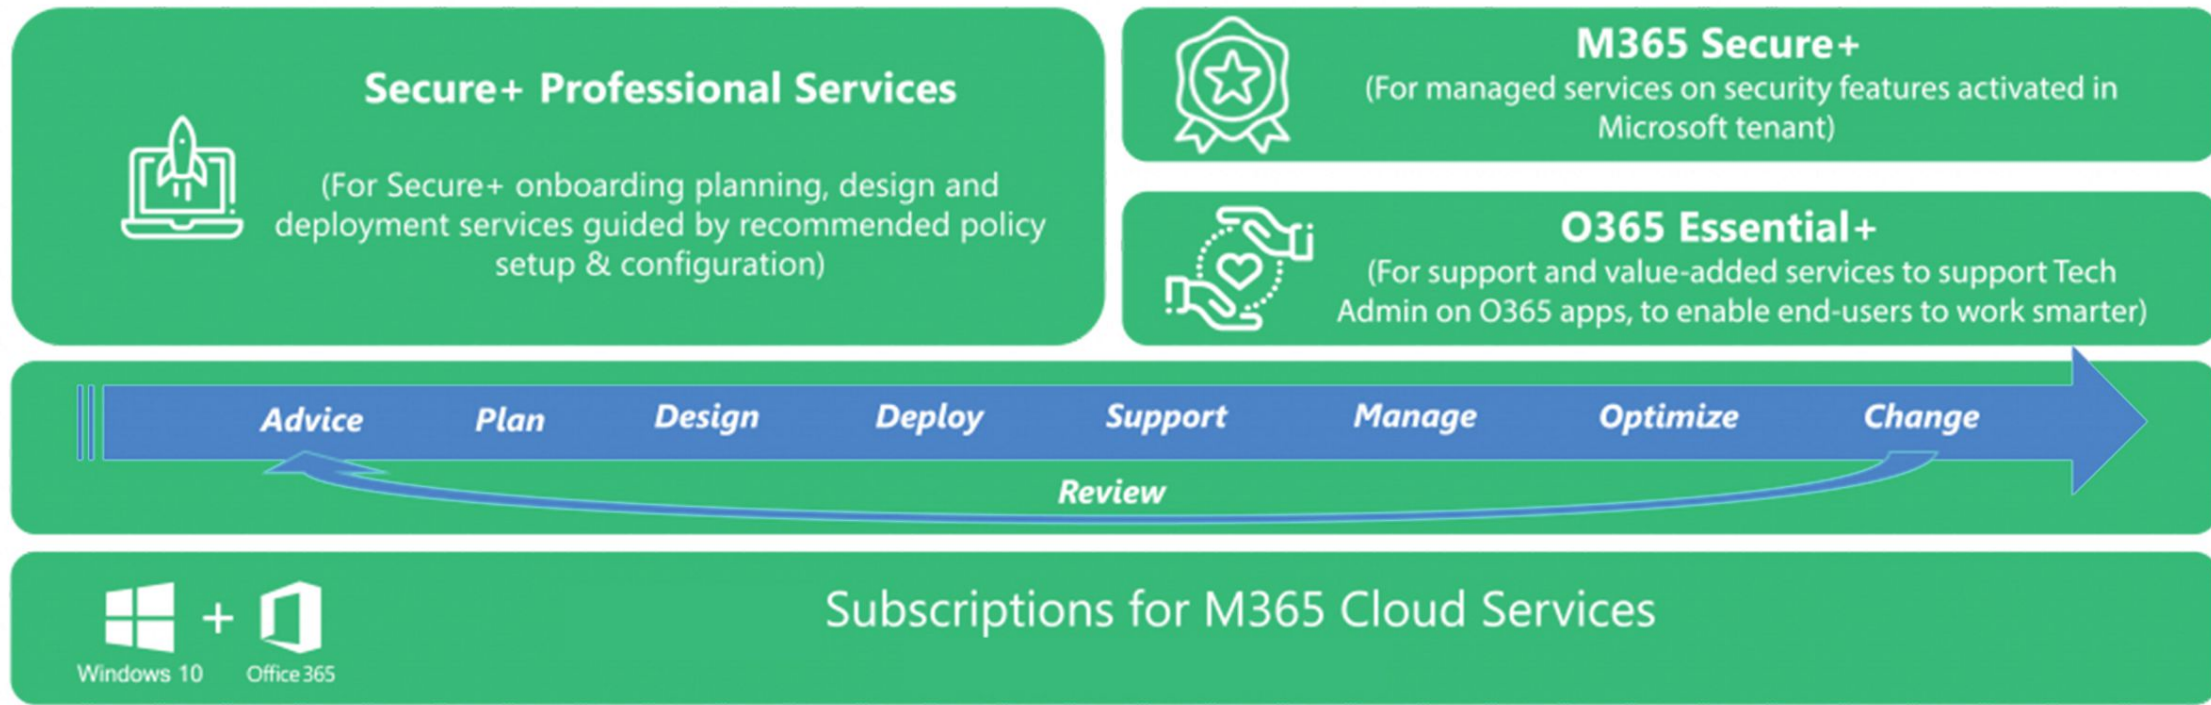 Secure+ Professional Services
(For Secure+ onboarding planning, design and
deployment services guided by recommended policy
setup & configuration)
M365 Secure+
(For managed services on security features activated in
Microsoft tenant)
O365 Essential+
(For support and value-added services to support Tech
Admin on O365 apps, to enable end-users to work smarter)
Advice Plan Design Deploy Support Manage Optimize Change
Review
+
Windows 10 Office 365
Subscriptions for M365 Cloud Services